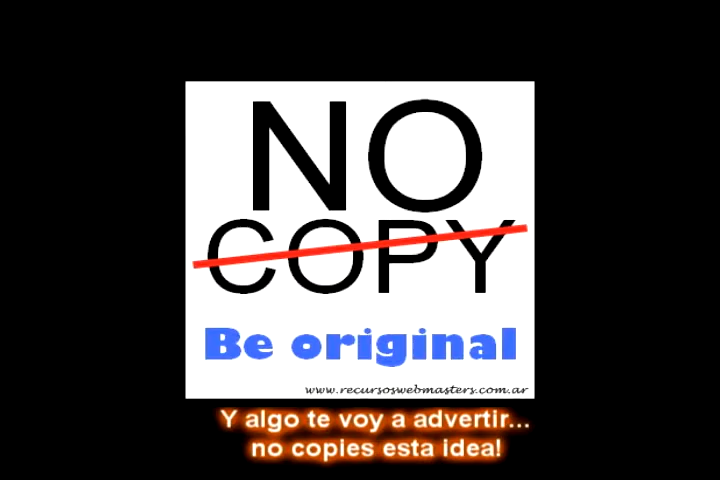 NO
COPY
Be original
www.recursoswebmasters.com.ar
Y algo te voy a advertir...
no copies esta idea!